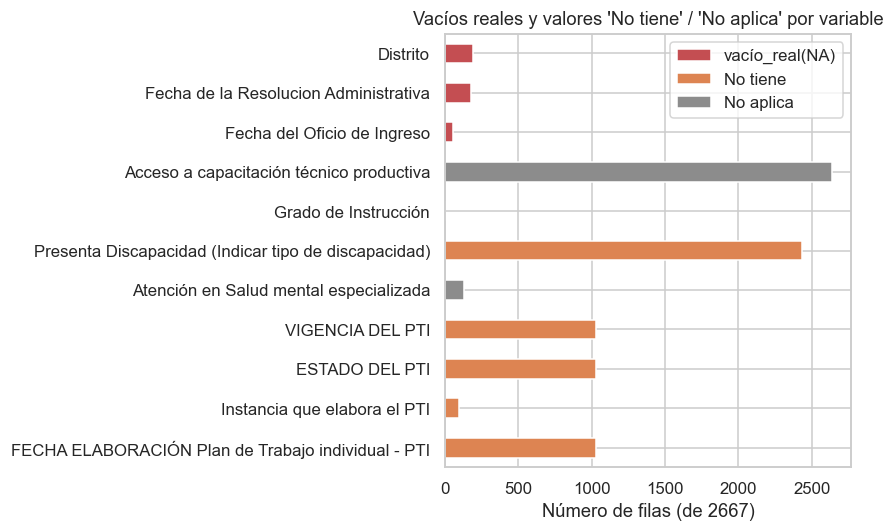 Vacíos reales y valores 'No tiene' / 'No aplica' por variable
vacío_real(NA)
No tiene
No aplica
Distrito
Fecha de la Resolucion Administrativa
Fecha del Oficio de Ingreso
Acceso a capacitación técnico productiva
Grado de Instrucción
Presenta Discapacidad (Indicar tipo de discapacidad)
Atención en Salud mental especializada
VIGENCIA DEL PTI
ESTADO DEL PTI
Instancia que elabora el PTI
FECHA ELABORACIÓN Plan de Trabajo individual - PTI
0 500 1000 1500 2000 2500
Número de filas (de 2667)